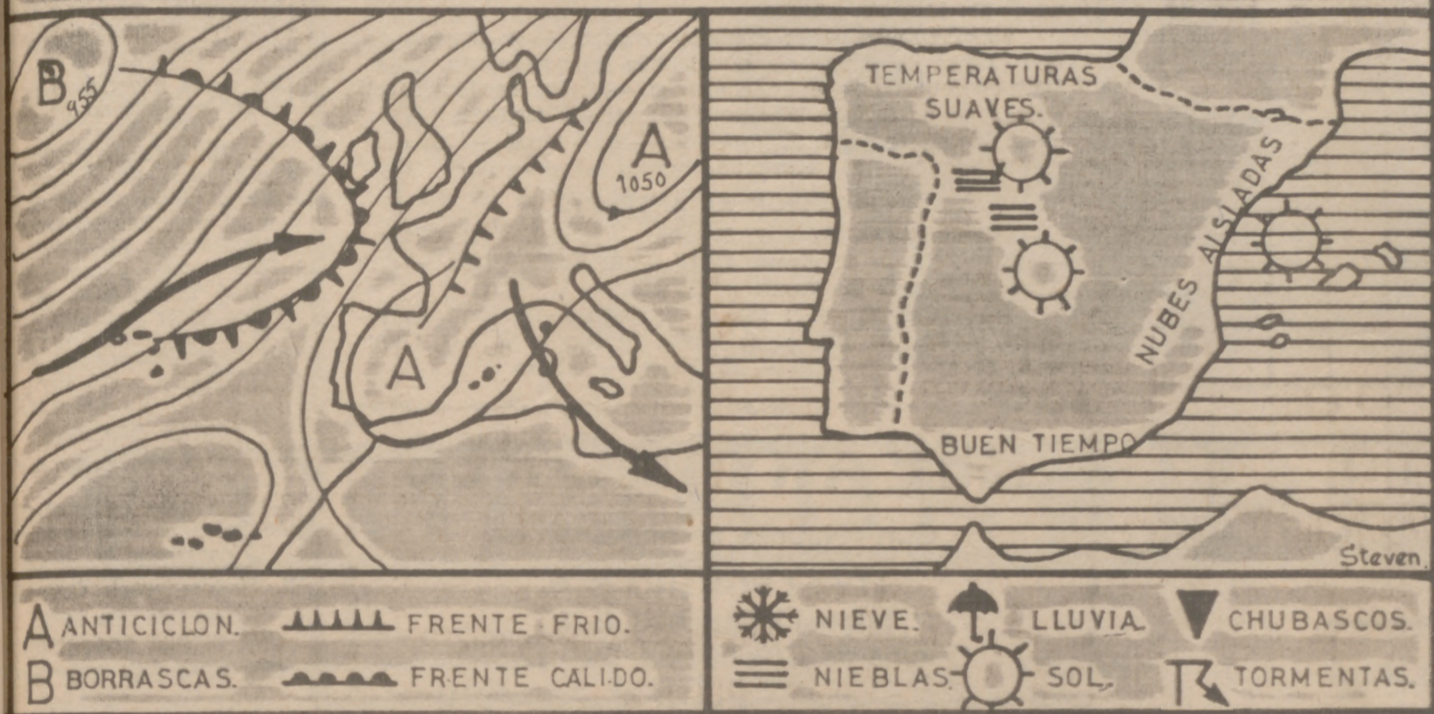 B
955
A
1050
A
TEMPERATURAS
SUAVES.
NUBES AISLADAS
BUEN TIEMPO
Steven.
A ANTICICLON.
FRENTE FRIO.
B BORRASCAS.
FRENTE CALIDO.
NIEVE.
LLUVIA.
CHUBASCOS.
NIEBLAS
SOL.
TORMENTAS.